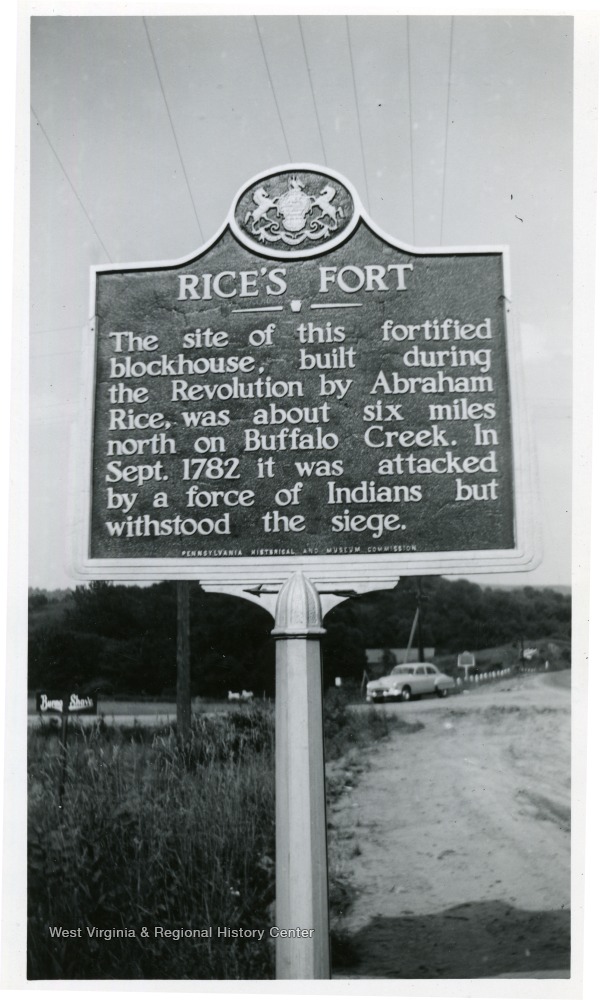 RICE'S FORT
The site of this fortified
blockhouse, built during
the Revolution by Abraham
Rice, was about six miles
north on Buffalo Creek. In
Sept. 1782 it was attacked
by a force of Indians but
withstood the siege.
PENNSYLVANIA HISTORICAL AND MUSEUM COMMISSION
Burma Shave
West Virginia & Regional History Center